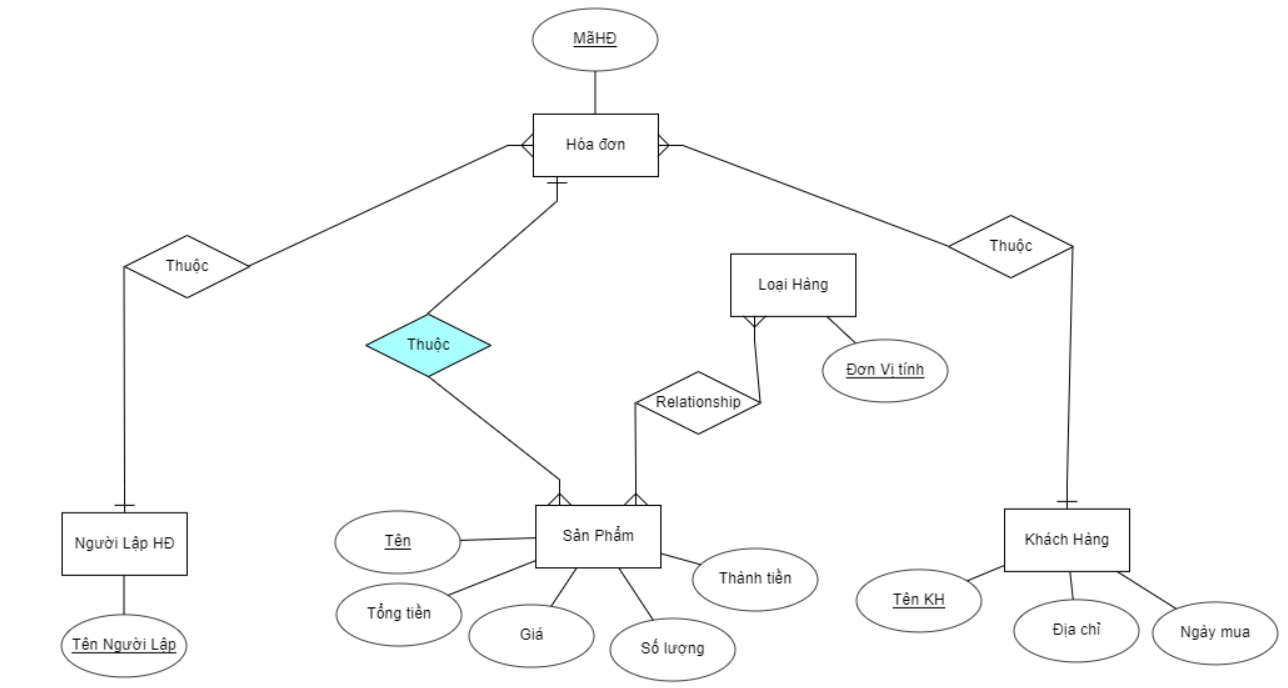 MãHĐ
Hóa đơn
Thuộc
Thuộc
Loại Hàng
Thuộc
Đơn Vị tính
Relationship
Người Lập HĐ
Tên
Sản Phẩm
Khách Hàng
Thành tiền
Tên KH
Tổng tiền
Giá
Số lượng
Địa chỉ
Ngày mua
Tên Người Lập